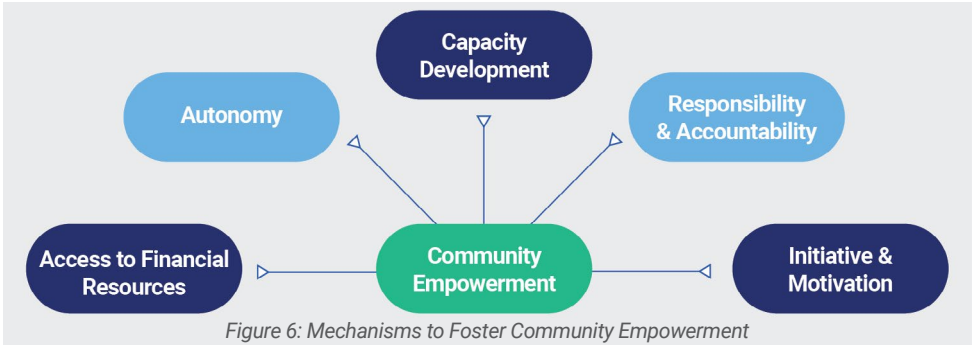 Capacity
Development
Autonomy
Responsibility
& Accountability
Access to Financial
Resources
Community
Empowerment
Initiative &
Motivation
Figure 6: Mechanisms to Foster Community Empowerment